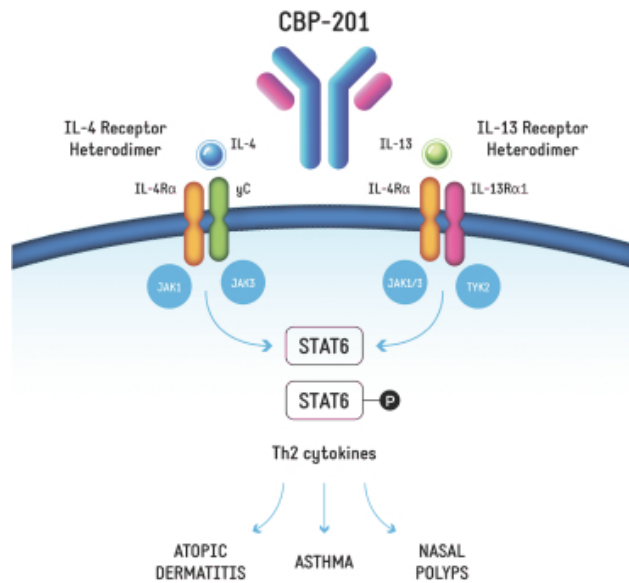 CBP-201
IL-4 Receptor
Heterodimer
IL-4
IL-13
IL-13 Receptor
Heterodimer
IL-4Rα
γC
IL-4Rα
IL-13Rα1
JAK1
JAK3
JAK1/3
TYK2
STAT6
STAT6
P
Th2 cytokines
ATOPIC
DERMATITIS
ASTHMA
NASAL
POLYPS